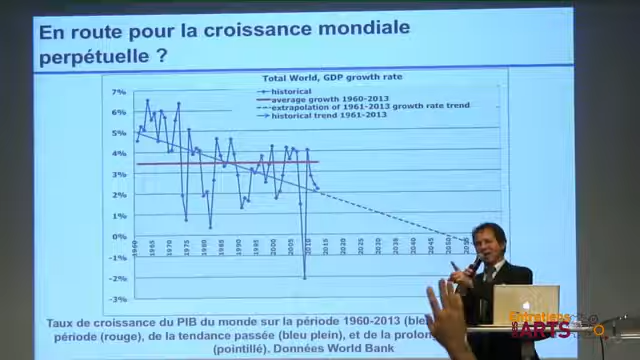 En route pour la croissance mondiale
perpétuelle ?
Total World, GDP growth rate
historical
average growth 1960-2013
extrapolation of 1961-2013 growth rate trend
historical trend 1961-2013
7%
6%
5%
4%
3%
2%
1%
0%
-1%
-2%
-3%
1960 1965 1970 1975 1980 1985 1990 1995 2000 2005 2010 2015 2020 2025 2030 2035 2040 2045 2050
Taux de croissance du PIB du monde sur la période 1960-2013
période (rouge), de la tendance passée (bleu plein), et de la
(pointillé). Données World Bank
Entretiens
ARTS